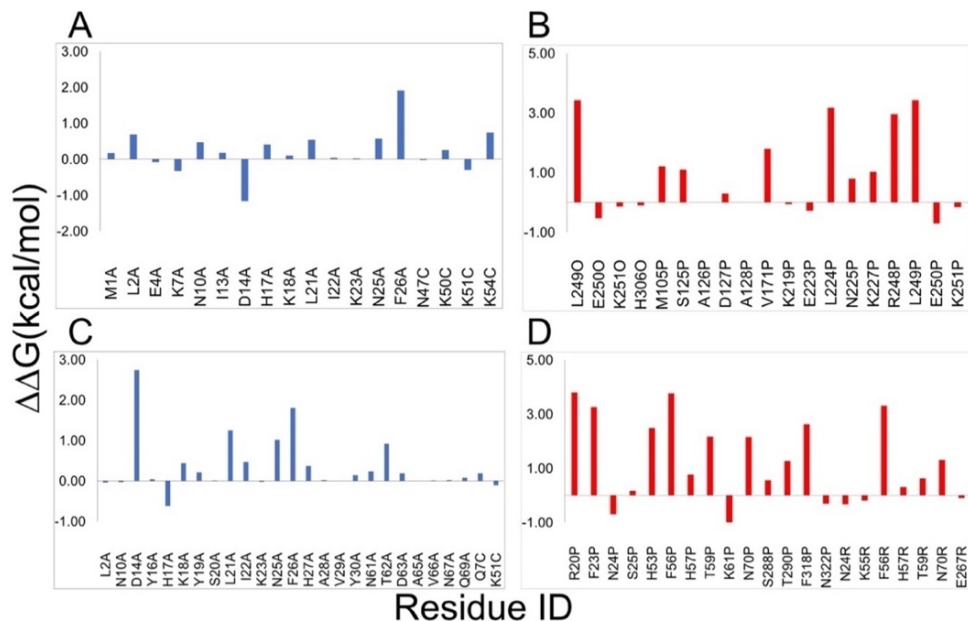 A
3.00
2.00
1.00
0.00
-1.00
-2.00
M1A
L2A
E4A
K7A
N10A
I13A
D14A
H17A
K18A
L21A
I22A
K23A
N25A
F26A
N47C
K50C
K51C
K54C
B
5.00
3.00
1.00
-1.00
L249O
E250O
K251O
H306O
M105P
S125P
A126P
D127P
A128P
V171P
K219P
E223P
L224P
N225P
K227P
R248P
L249P
E250P
K251P
ΔΔG(kcal/mol)
C
3.00
2.00
1.00
0.00
-1.00
L2A
N10A
D14A
Y16A
H17A
K18A
Y19A
S20A
L21A
I22A
K23A
N25A
F26A
H27A
A28A
V29A
Y30A
N61A
T62A
D63A
A65A
V66A
N67A
Q69A
Q7C
K51C
D
5.00
3.00
1.00
-1.00
R20P
F23P
N24P
S25P
H53P
F56P
H57P
T59P
K61P
N70P
S288P
T290P
F318P
N322P
N24R
K55R
F56R
H57R
T59R
N70R
E267R
Residue ID